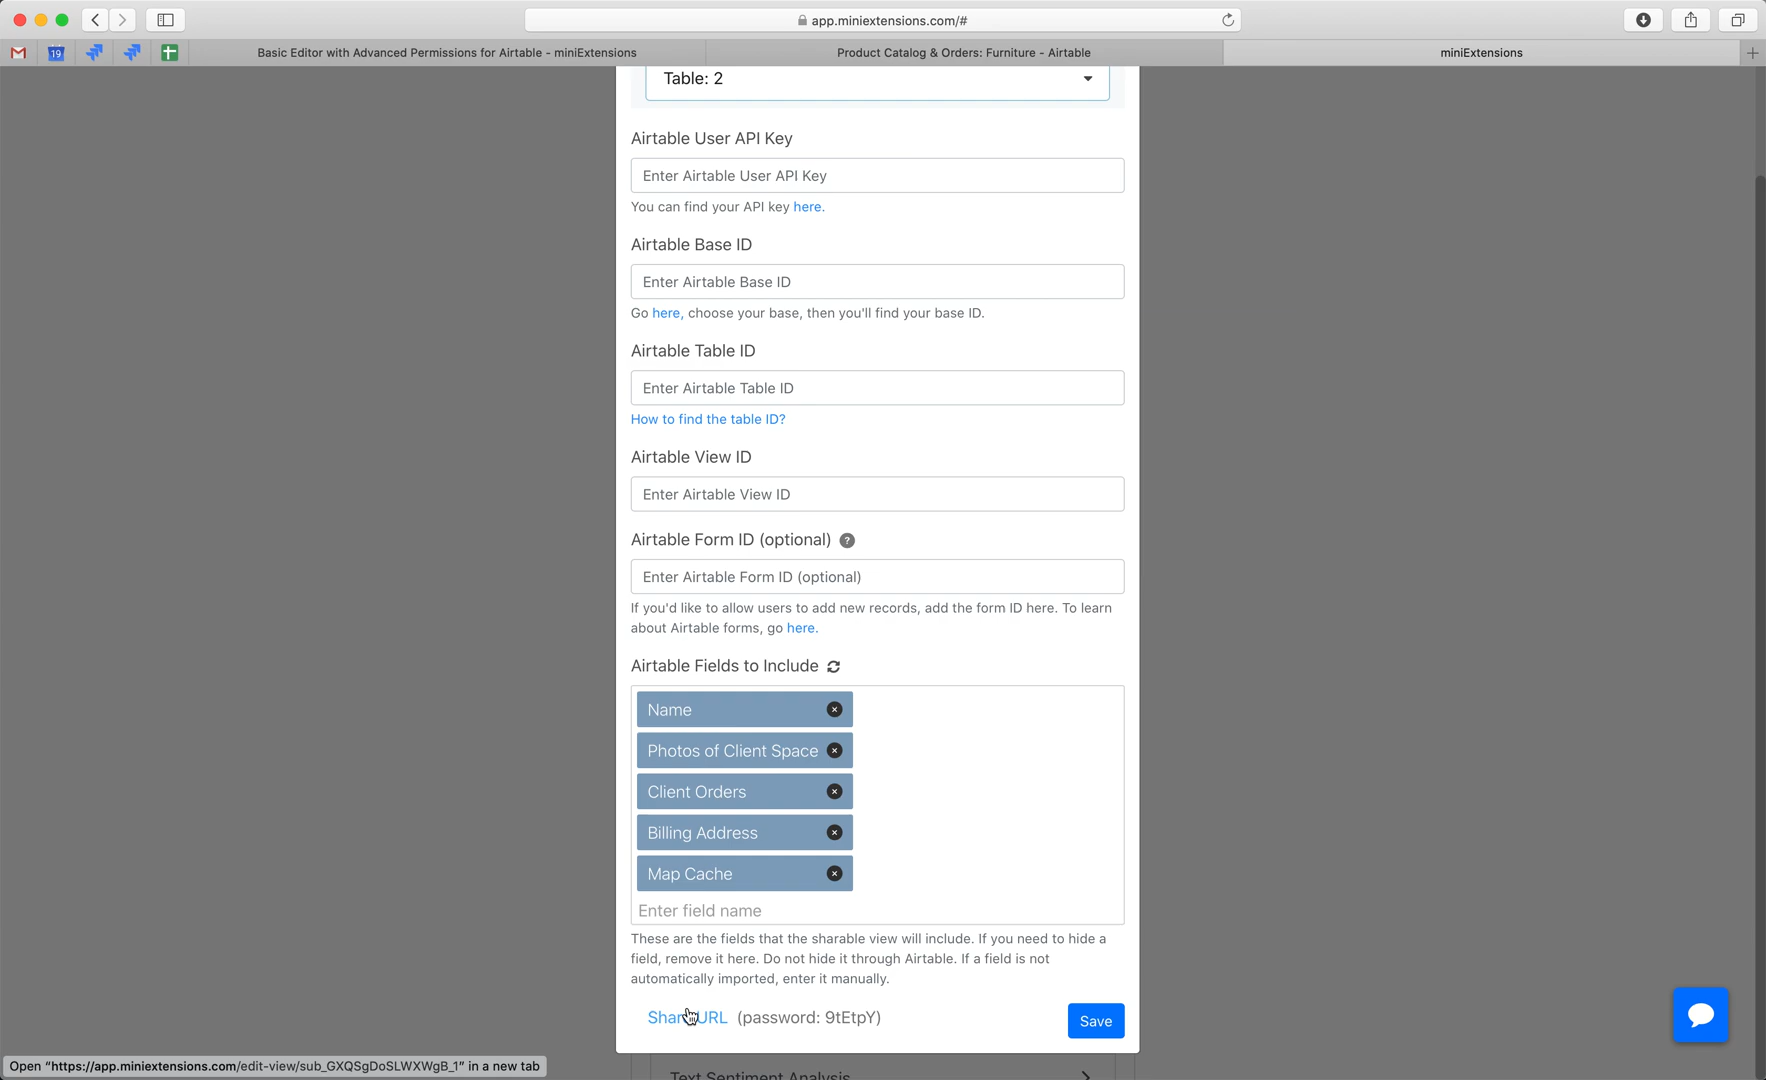 app.miniextensions.com/#
19
Basic Editor with Advanced Permissions for Airtable - miniExtensions
Product Catalog & Orders: Furniture - Airtable
miniExtensions
Table: 2
Airtable User API Key
Enter Airtable User API Key
You can find your API key here.
Airtable Base ID
Enter Airtable Base ID
Go here, choose your base, then you'll find your base ID.
Airtable Table ID
Enter Airtable Table ID
How to find the table ID?
Airtable View ID
Enter Airtable View ID
Airtable Form ID (optional) ?
Enter Airtable Form ID (optional)
If you'd like to allow users to add new records, add the form ID here. To learn
about Airtable forms, go here.
Airtable Fields to Include
Name
Photos of Client Space
Client Orders
Billing Address
Map Cache
Enter field name
These are the fields that the sharable view will include. If you need to hide a
field, remove it here. Do not hide it through Airtable. If a field is not
automatically imported, enter it manually.
Share URL (password: 9tEtpY)
Save
Text Sentiment Analysis
Open "https://app.miniextensions.com/edit-view/sub_GXQSgDoSLWXWgB_1" in a new tab